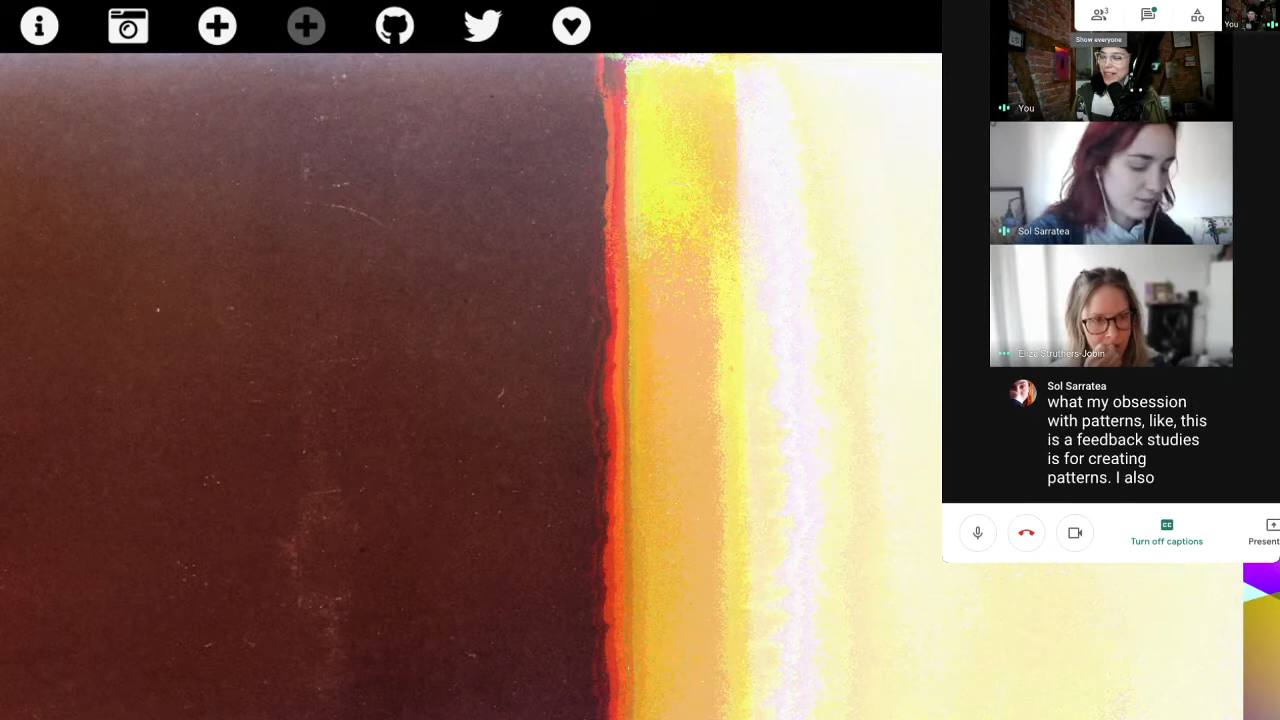 3
You
Show everyone
You
Sol Sarratea
Eliza Struthers-Jobin
Sol Sarratea
what my obsession
with patterns, like, this
is a feedback studies
is for creating
patterns. I also
Turn off captions
Present